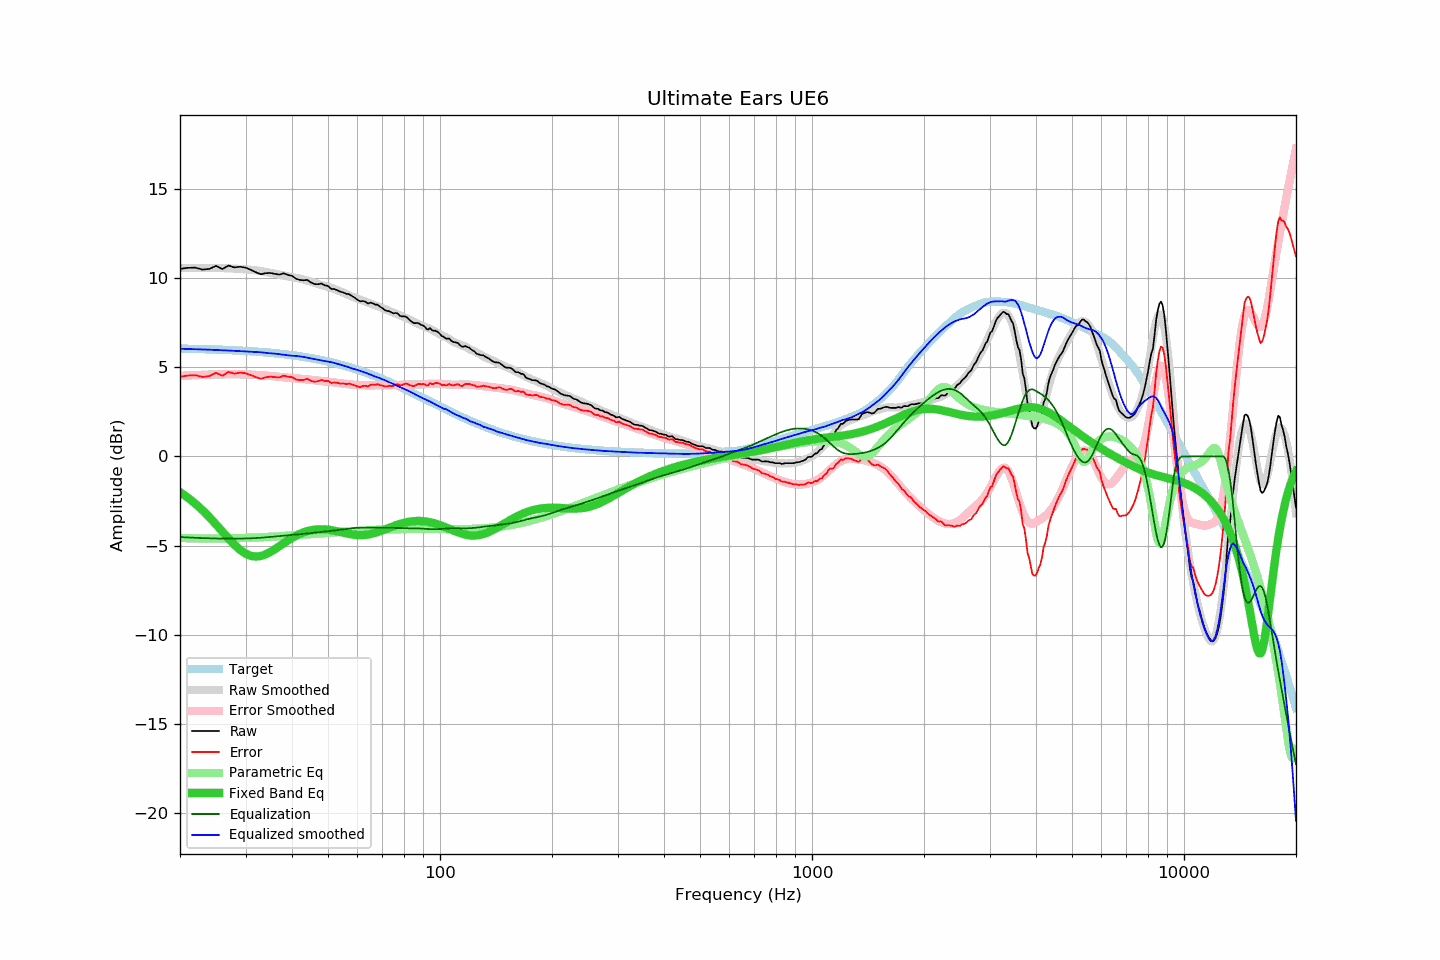 Ultimate Ears UE6
15
10
5
0
−5
−10
−15
−20
Amplitude (dBr)
Target
Raw Smoothed
Error Smoothed
Raw
Error
Parametric Eq
Fixed Band Eq
Equalization
Equalized smoothed
100
1000
10000
Frequency (Hz)